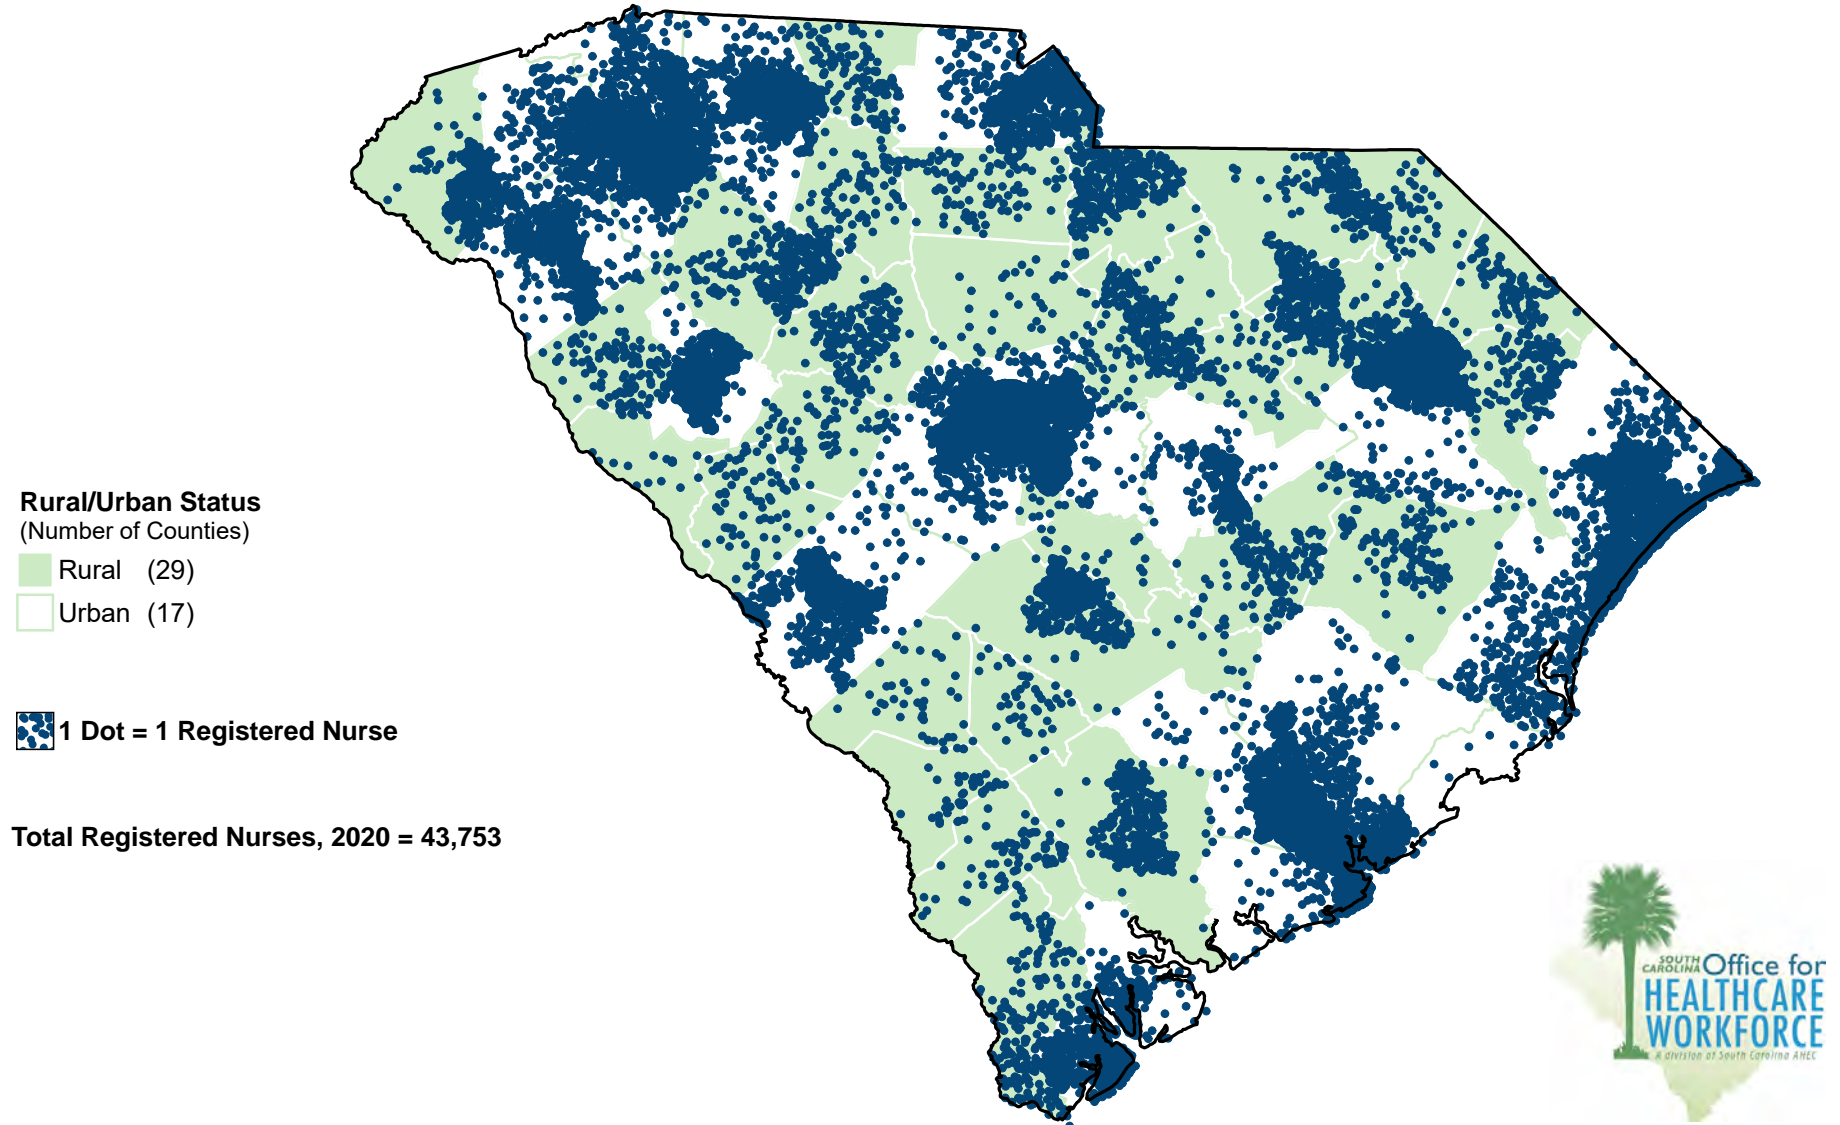 Rural/Urban Status
(Number of Counties)
Rural (29)
Urban (17)
1 Dot = 1 Registered Nurse
Total Registered Nurses, 2020 = 43,753
SOUTH CAROLINA Office for
HEALTHCARE
WORKFORCE
A division of South Carolina AHEC